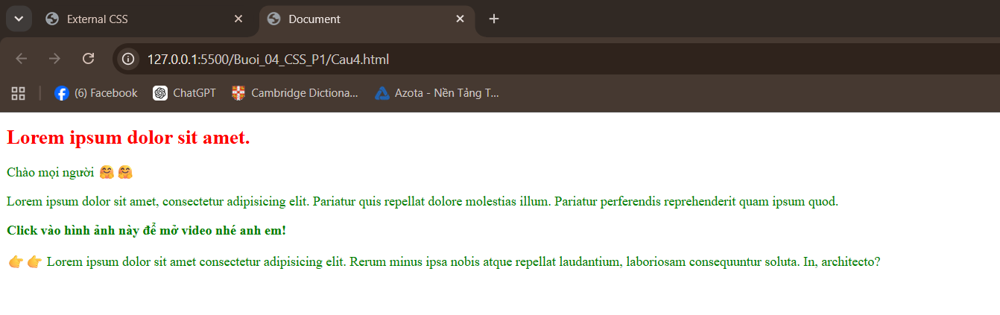 External CSS
Document
127.0.0.1:5500/Buoi_04_CSS_P1/Cau4.html
(6) Facebook ChatGPT Cambridge Dictiona... Azota - Nền Tảng T...
Lorem ipsum dolor sit amet.
Chào mọi người 🤗 🤗
Lorem ipsum dolor sit amet, consectetur adipisicing elit. Pariatur quis repellat dolore molestias illum. Pariatur perferendis reprehenderit quam ipsum quod.
Click vào hình ảnh này để mở video nhé anh em!
👉 👉 Lorem ipsum dolor sit amet consectetur adipisicing elit. Rerum minus ipsa nobis atque repellat laudantium, laboriosam consequuntur soluta. In, architecto?